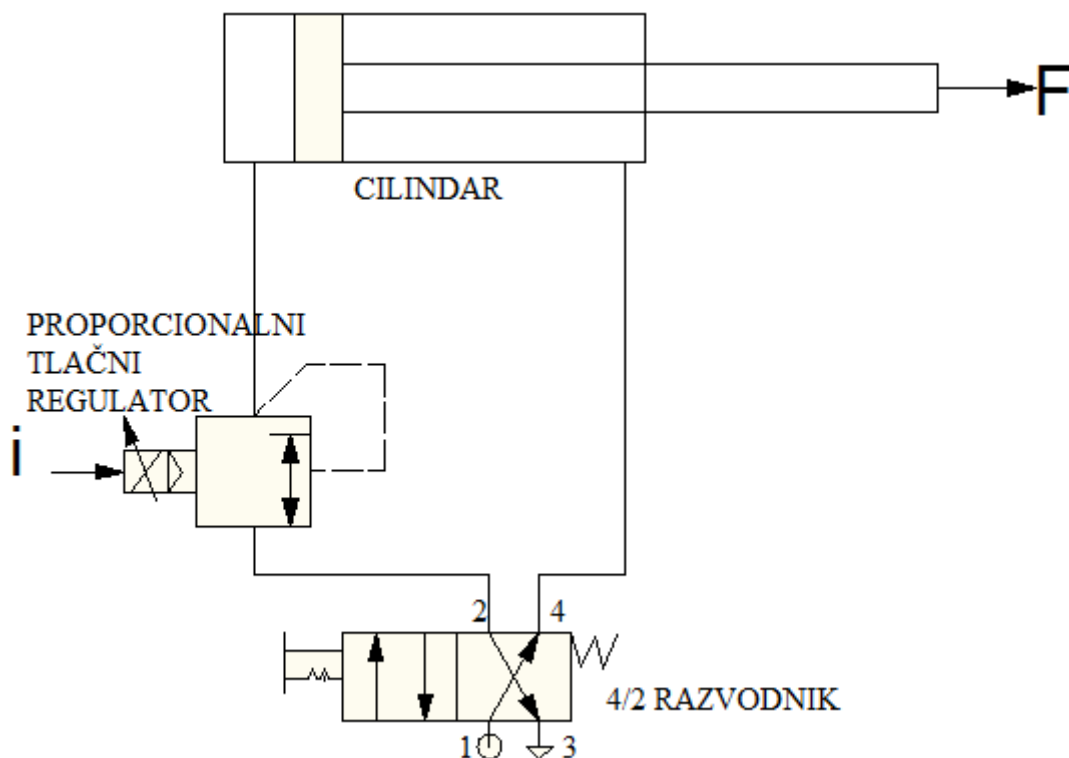 F
CILINDAR
PROPORCIONALNI
TLAČNI
REGULATOR
i
2 4
4/2 RAZVODNIK
1 3